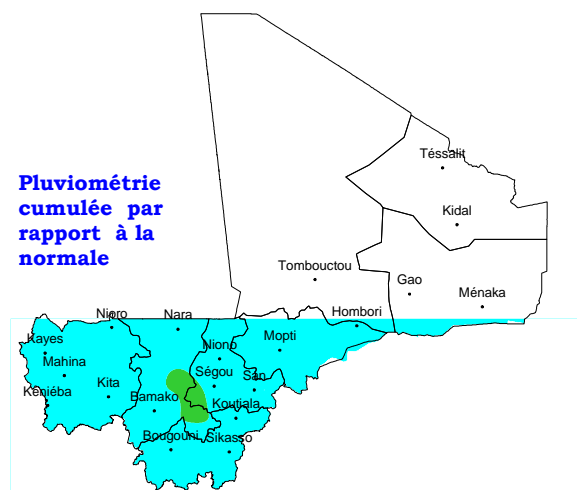 Téssalit
Pluviométrie
cumulée par
rapport à la
normale
Kidal
Tombouctou
Gao
Ménaka
Hombori
Nioro
Nara
Kayes
Niono
Mopti
Mahina
Ségou
San
Kéniéba
Kita
Bamako
Koutiala
Bougouni
Sikasso